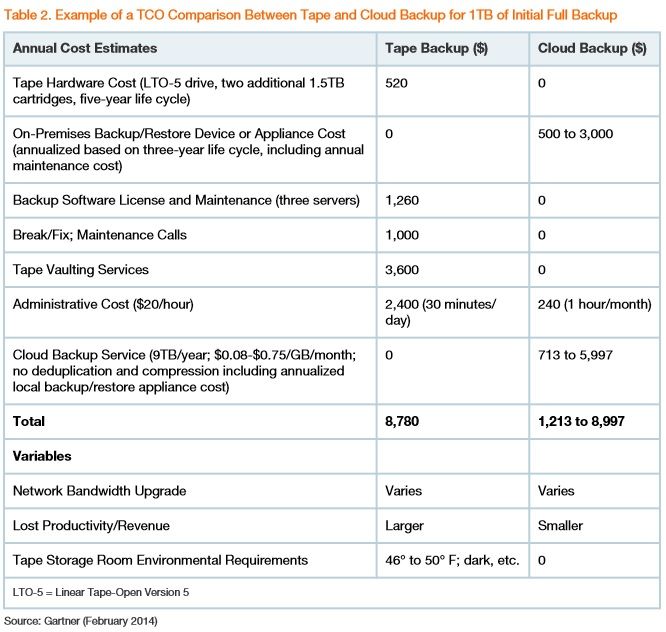 Table 2. Example of a TCO Comparison Between Tape and Cloud Backup for 1TB of Initial Full Backup
Annual Cost Estimates Tape Backup ($) Cloud Backup ($)
Tape Hardware Cost (LTO-5 drive, two additional 1.5TB 520 0
cartridges, five-year life cycle)
On-Premises Backup/Restore Device or Appliance Cost 0 500 to 3,000
(annualized based on three-year life cycle, including annual
maintenance cost)
Backup Software License and Maintenance (three servers) 1,260 0
Break/Fix; Maintenance Calls 1,000 0
Tape Vaulting Services 3,600 0
Administrative Cost ($20/hour) 2,400 (30 minutes/ 240 (1 hour/month)
day)
Cloud Backup Service (9TB/year; $0.08-$0.75/GB/month; 0 713 to 5,997
no deduplication and compression including annualized
local backup/restore appliance cost)
Total 8,780 1,213 to 8,997
Variables
Network Bandwidth Upgrade Varies Varies
Lost Productivity/Revenue Larger Smaller
Tape Storage Room Environmental Requirements 46º to 50º F; dark, etc. 0
LTO-5 = Linear Tape-Open Version 5
Source: Gartner (February 2014)